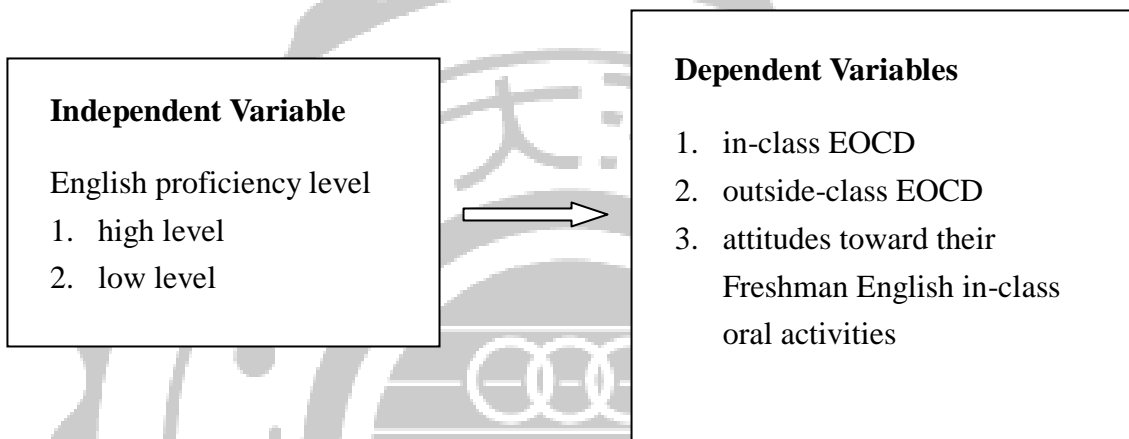 Independent Variable
English proficiency level
1. high level
2. low level
Dependent Variables
1. in-class EOCD
2. outside-class EOCD
3. attitudes toward their
Freshman English in-class
oral activities
大